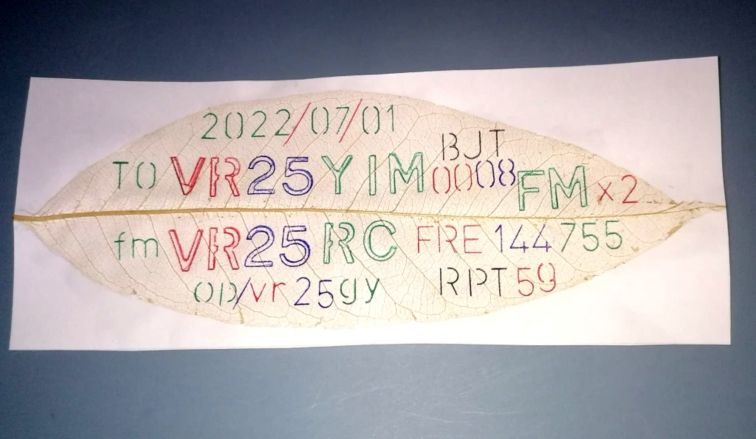 2022/07/01
BJT
TO VR25YIM 0008 FM x2
fm VR25RC FRE 144755
op/vr25gy RPT 59